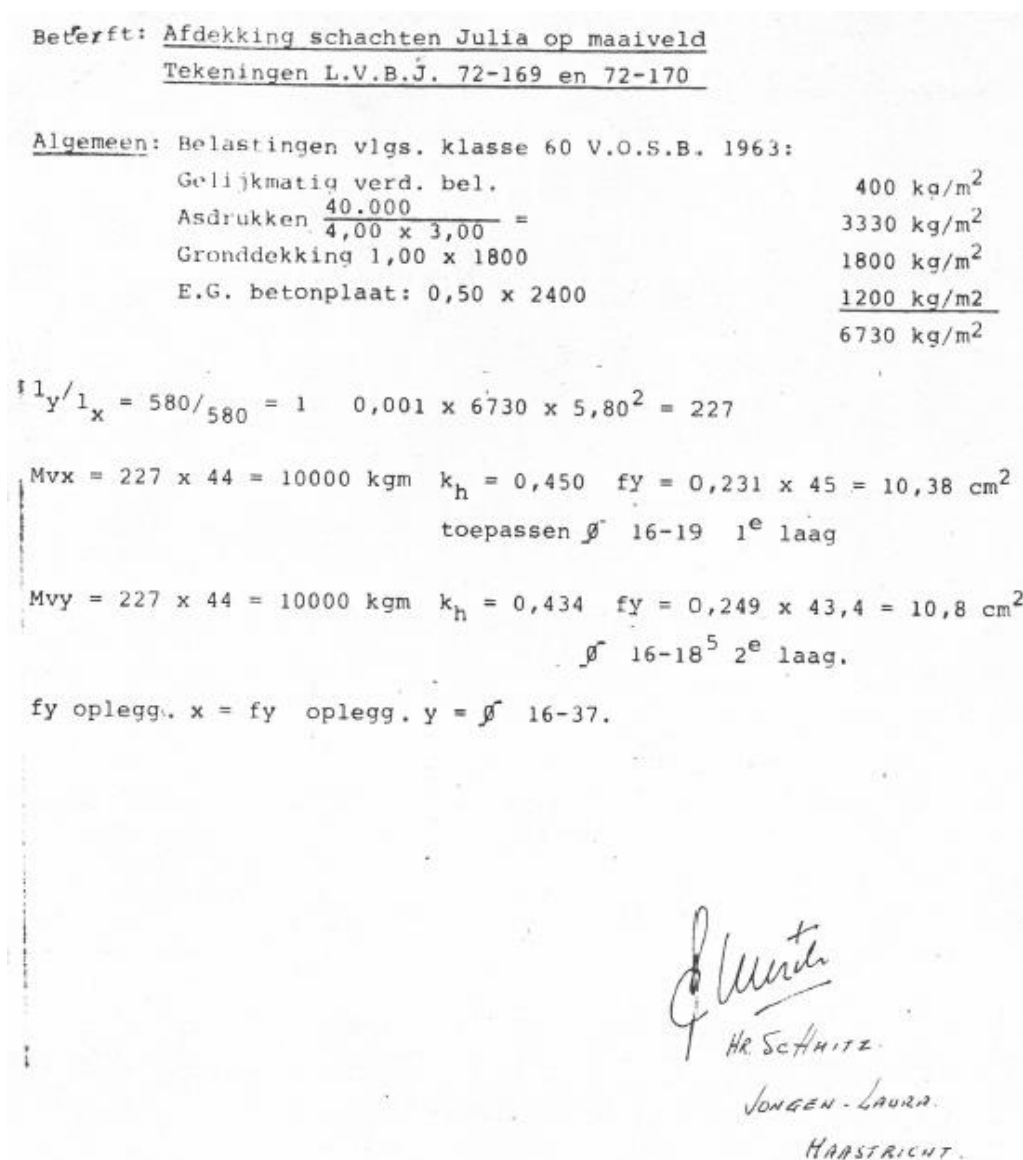 Beterft: Afdekking schachten Julia op maaiveld
Tekeningen L.V.B.J. 72-169 en 72-170
Algemeen: Belastingen vlgs. klasse 60 V.O.S.B. 1963:
Gelijkmatig verd. bel. 400 kg/m²
Asdrukken 40.000 / 4,00 x 3,00 = 3330 kg/m²
Gronddekking 1,00 x 1800 1800 kg/m²
E.G. betonplaat: 0,50 x 2400 1200 kg/m2
6730 kg/m²
ly/lx = 580/580 = 1 0,001 x 6730 x 5,80² = 227
Mvx = 227 x 44 = 10000 kgm kh = 0,450 fy = 0,231 x 45 = 10,38 cm²
toepassen ø 16-19 1e laag
Mvy = 227 x 44 = 10000 kgm kh = 0,434 fy = 0,249 x 43,4 = 10,8 cm²
ø 16-18⁵ 2e laag.
fy oplegg. x = fy oplegg. y = ø 16-37.
HR. SCHMITZ.
JONGEN - LAURA.
MAASTRICHT.